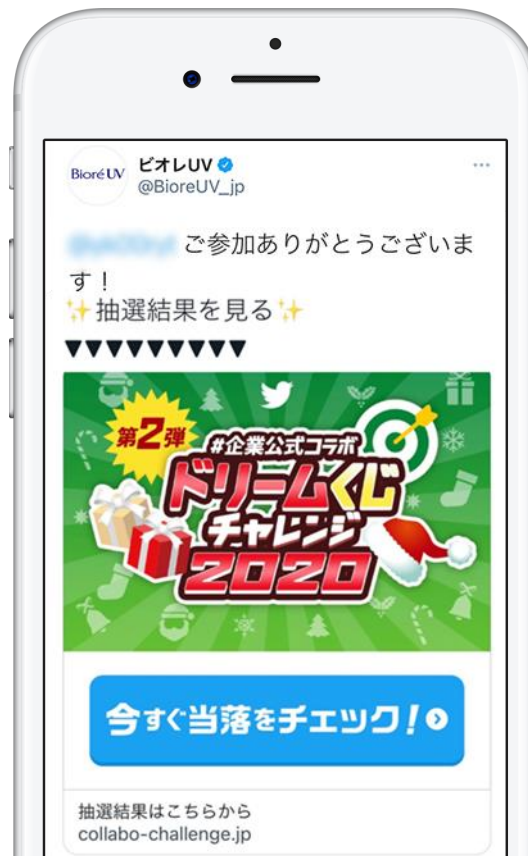 Bioré UV
ビオレUV
@BioreUV_jp
ご参加ありがとうございま
す！
✨抽選結果を見る✨
▼▼▼▼▼▼▼▼▼
第2弾
#企業公式コラボ
ドリームくじ
チャレンジ
2020
今すぐ当落をチェック!
抽選結果はこちらから
collabo-challenge.jp